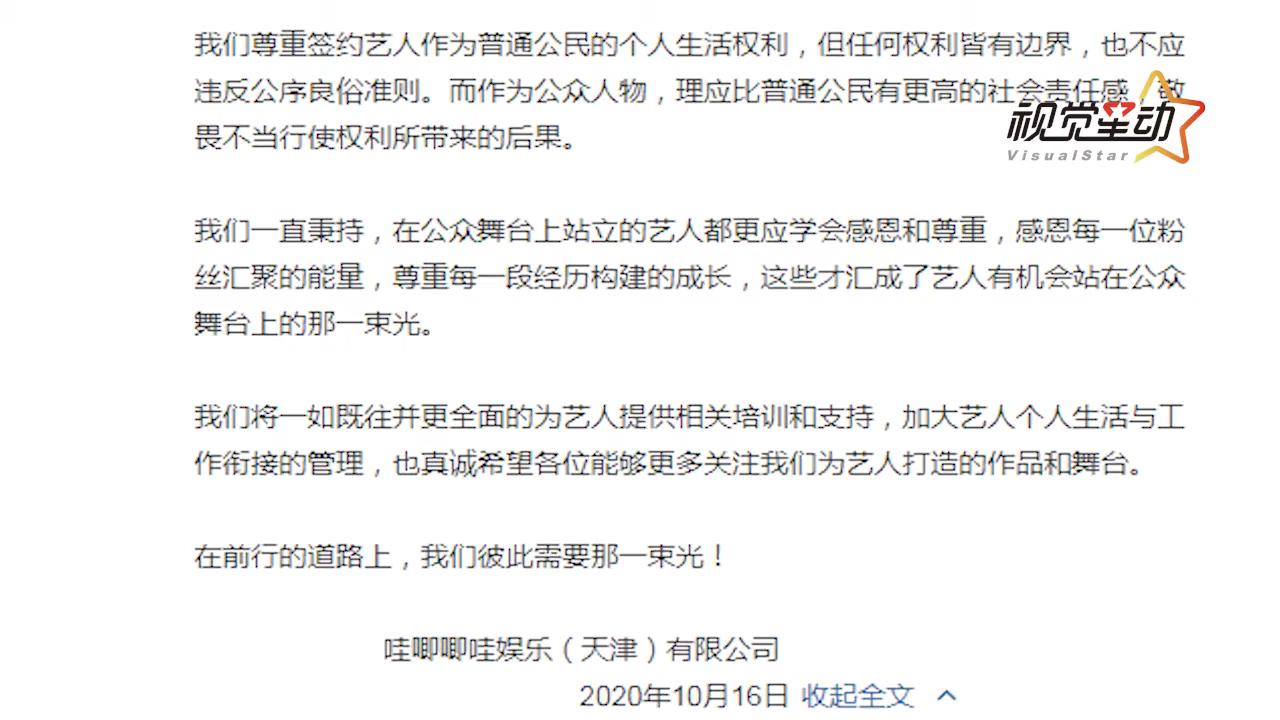 我们尊重签约艺人作为普通公民的个人生活权利，但任何权利皆有边界，也不应
违反公序良俗准则。而作为公众人物，理应比普通公民有更高的社会责任感，敬
畏不当行使权利所带来的后果。
视觉星动
VisualStar
我们一直秉持，在公众舞台上站立的艺人都更应学会感恩和尊重，感恩每一位粉
丝汇聚的能量，尊重每一段经历构建的成长，这些才汇成了艺人有机会站在公众
舞台上的那一束光。
我们将一如既往并更全面的为艺人提供相关培训和支持，加大艺人个人生活与工
作衔接的管理，也真诚希望各位能够更多关注我们为艺人打造的作品和舞台。
在前行的道路上，我们彼此需要那一束光！
哇唧唧哇娱乐（天津）有限公司
2020年10月16日 收起全文